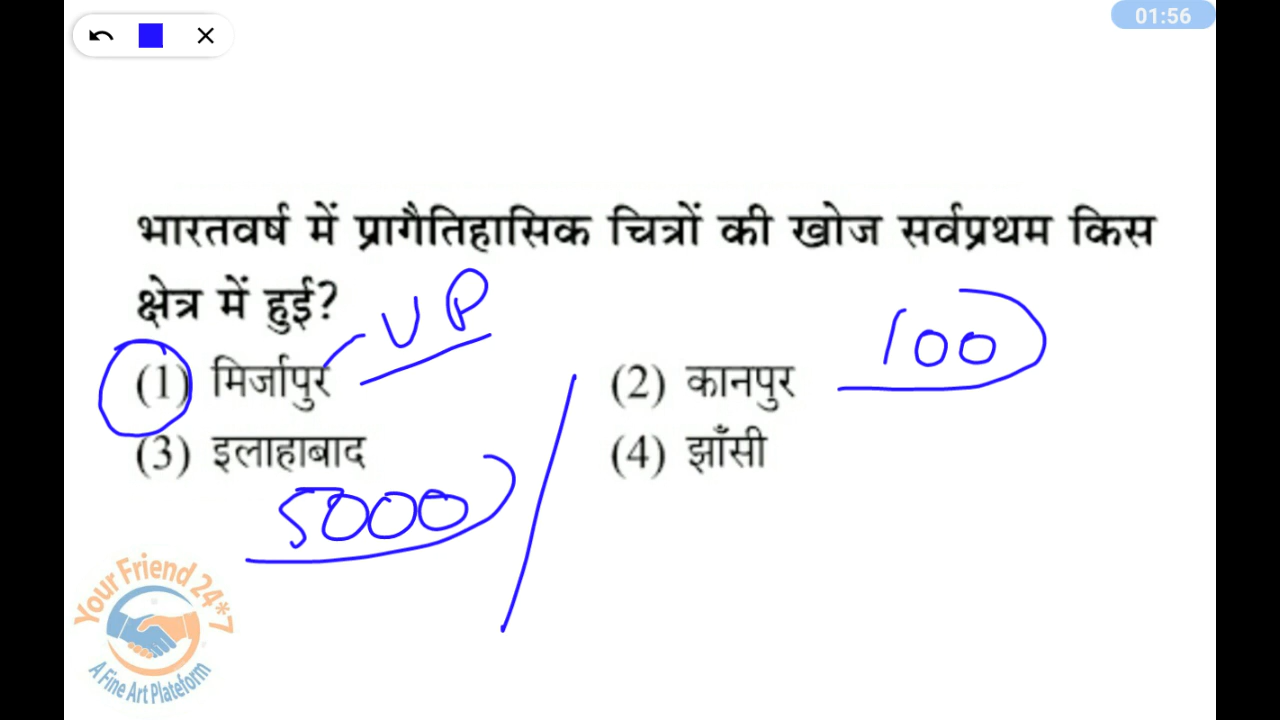 01:56
भारतवर्ष में प्रागैतिहासिक चित्रों की खोज सर्वप्रथम किस
क्षेत्र में हुई?
UP
100
(1) मिर्जापुर (2) कानपुर
(3) इलाहाबाद (4) झाँसी
5000
Your Friend 24*7
A Fine Art Plateform